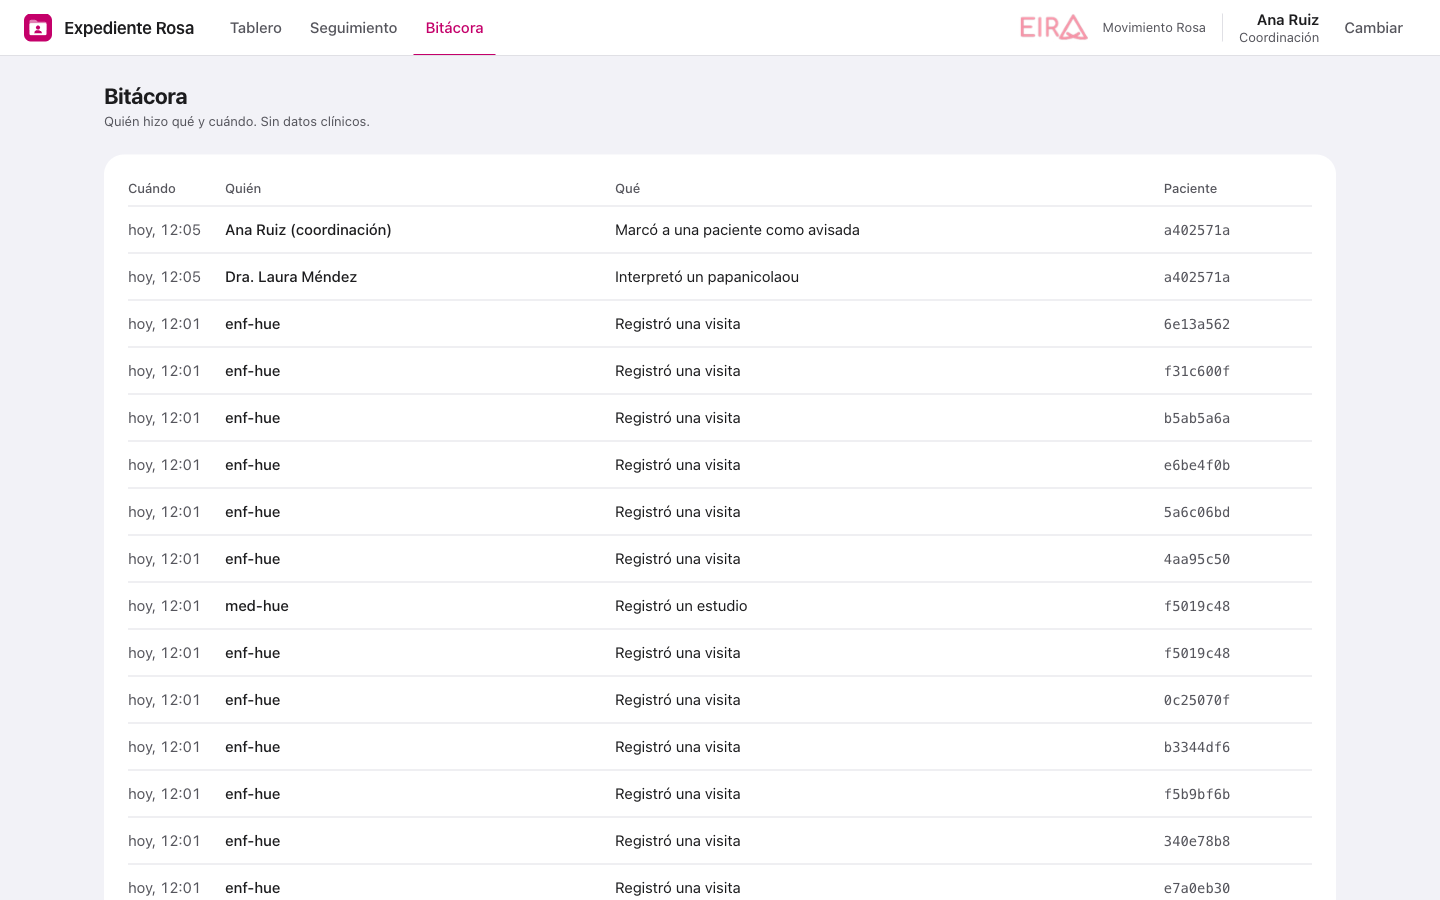 Expediente Rosa Tablero Seguimiento Bitácora EIRA Movimiento Rosa Ana Ruiz Cambiar
Coordinación
Bitácora
Quién hizo qué y cuándo. Sin datos clínicos.
Cuándo Quién Qué Paciente
hoy, 12:05 Ana Ruiz (coordinación) Marcó a una paciente como avisada a402571a
hoy, 12:05 Dra. Laura Méndez Interpretó un papanicolaou a402571a
hoy, 12:01 enf-hue Registró una visita 6e13a562
hoy, 12:01 enf-hue Registró una visita f31c600f
hoy, 12:01 enf-hue Registró una visita b5ab5a6a
hoy, 12:01 enf-hue Registró una visita e6be4f0b
hoy, 12:01 enf-hue Registró una visita 5a6c06bd
hoy, 12:01 enf-hue Registró una visita 4aa95c50
hoy, 12:01 med-hue Registró un estudio f5019c48
hoy, 12:01 enf-hue Registró una visita f5019c48
hoy, 12:01 enf-hue Registró una visita 0c25070f
hoy, 12:01 enf-hue Registró una visita b3344df6
hoy, 12:01 enf-hue Registró una visita f5b9bf6b
hoy, 12:01 enf-hue Registró una visita 340e78b8
hoy, 12:01 enf-hue Registró una visita e7a0eb30